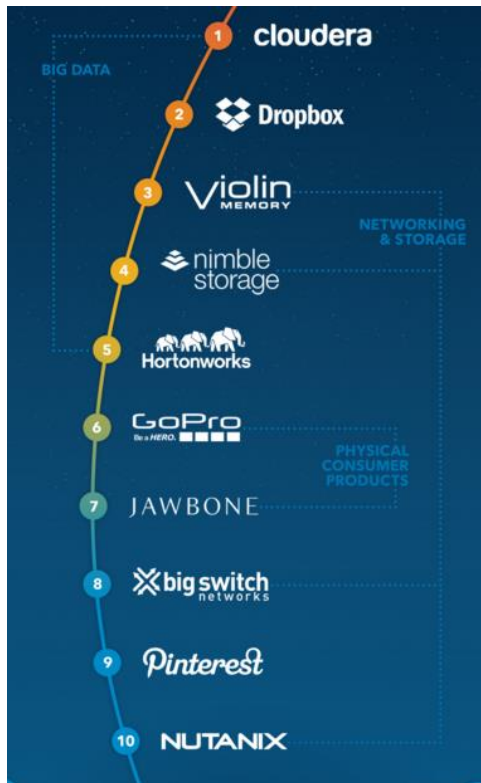 1 cloudera
BIG DATA
2 Dropbox
3 Violin
MEMORY
NETWORKING
& STORAGE
4 nimble
storage
5 Hortonworks
6 GoPro
Be a HERO.
PHYSICAL
CONSUMER
PRODUCTS
7 JAWBONE
8 big switch
networks
9 Pinterest
10 NUTANIX